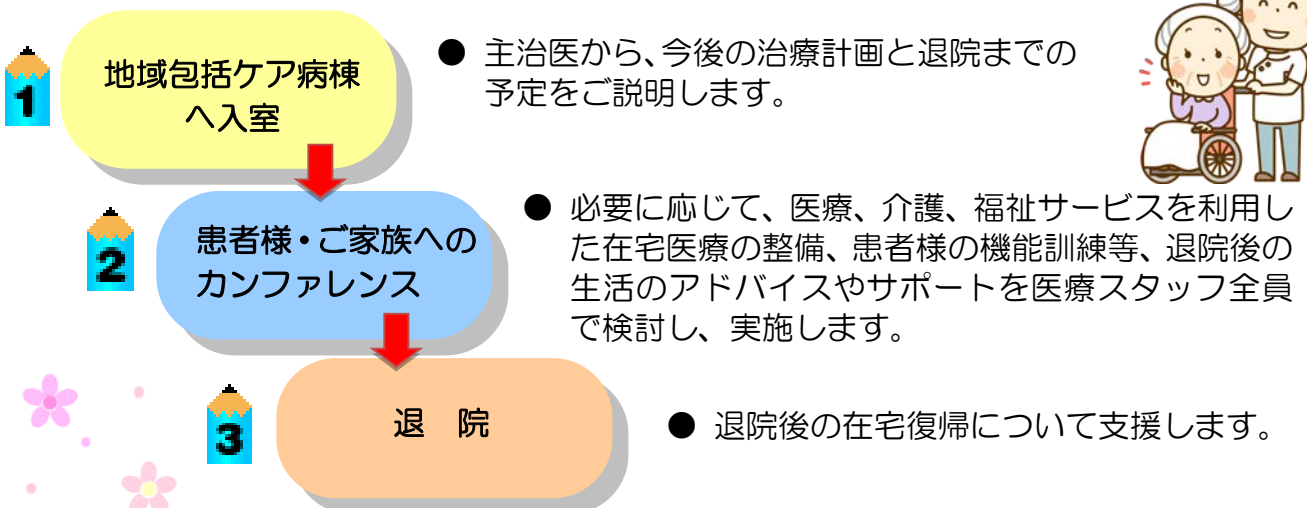 1
地域包括ケア病棟
へ入室
● 主治医から、今後の治療計画と退院までの
予定をご説明します。
2
患者様・ご家族への
カンファレンス
● 必要に応じて、医療、介護、福祉サービスを利用し
た在宅医療の整備、患者様の機能訓練等、退院後の
生活のアドバイスやサポートを医療スタッフ全員
で検討し、実施します。
3
退　院
● 退院後の在宅復帰について支援します。